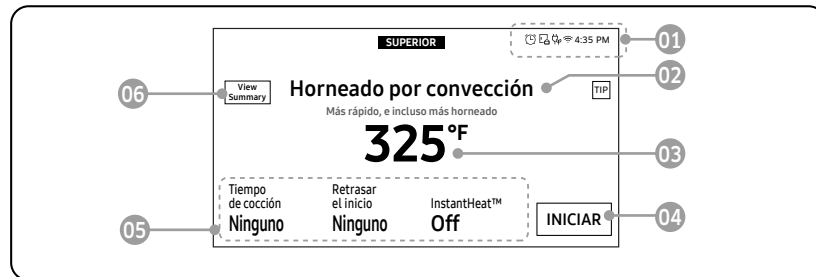 SUPERIOR
4:35 PM
01
02
06
View
Summary
Horneado por convección
TIP
Más rápido, e incluso más horneado
325°F
03
Tiempo
de cocción
Ninguno
Retrasar
el inicio
Ninguno
InstantHeat™
Off
INICIAR
04
05